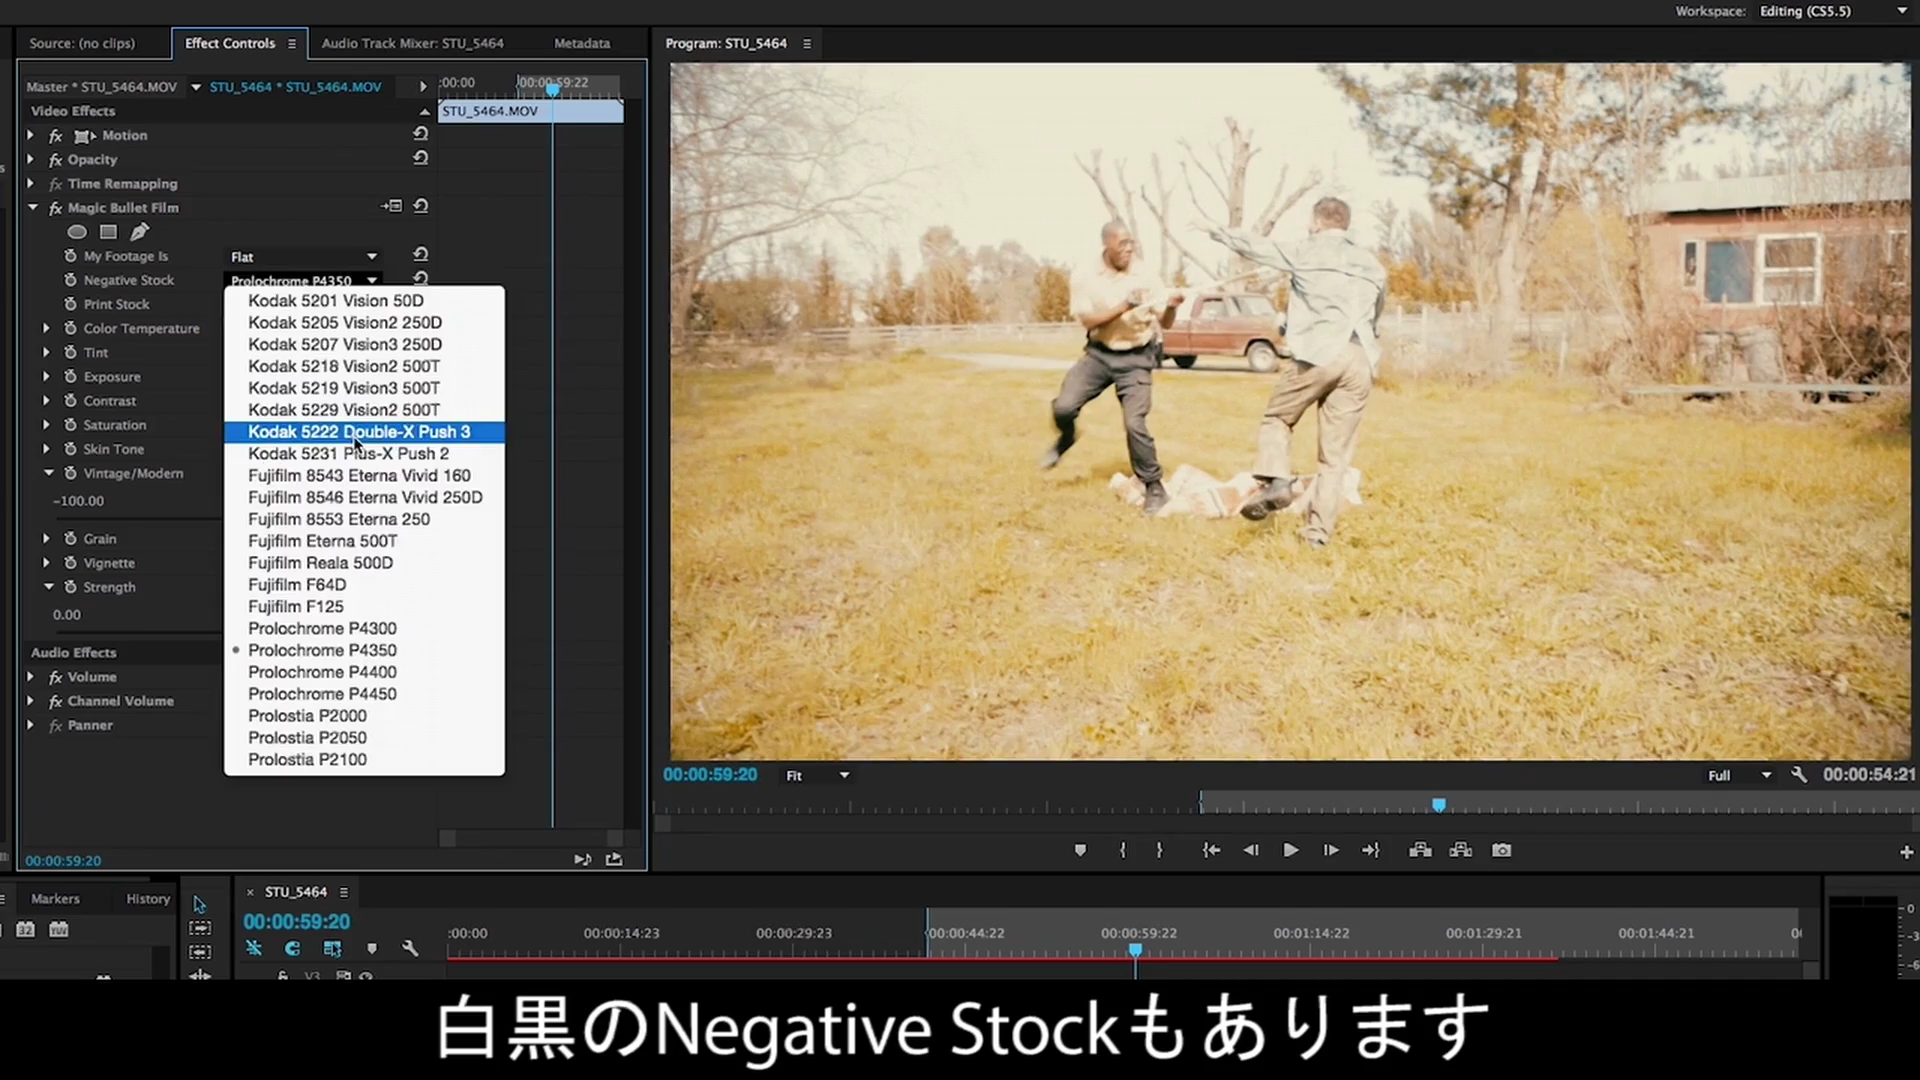 Workspace: Editing (CS5.5)
Source: (no clips) Effect Controls Audio Track Mixer: STU_5464 Metadata
Program: STU_5464
Master * STU_5464.MOV STU_5464 * STU_5464.MOV
:00:00 00:00:59:22
Video Effects
STU_5464.MOV
fx Motion
fx Opacity
fx Time Remapping
fx Magic Bullet Film
My Footage Is Flat
Negative Stock Prolochrome P4350
Print Stock
Color Temperature
Tint
Exposure
Contrast
Saturation
Skin Tone
Vintage/Modern
-100.00
Grain
Vignette
Strength
0.00
Kodak 5201 Vision 50D
Kodak 5205 Vision2 250D
Kodak 5207 Vision3 250D
Kodak 5218 Vision2 500T
Kodak 5219 Vision3 500T
Kodak 5229 Vision2 500T
Kodak 5222 Double-X Push 3
Kodak 5231 Plus-X Push 2
Fujifilm 8543 Eterna Vivid 160
Fujifilm 8546 Eterna Vivid 250D
Fujifilm 8553 Eterna 250
Fujifilm Eterna 500T
Fujifilm Reala 500D
Fujifilm F64D
Fujifilm F125
Prolochrome P4300
Prolochrome P4350
Prolochrome P4400
Prolochrome P4450
Prolostia P2000
Prolostia P2050
Prolostia P2100
Audio Effects
fx Volume
fx Channel Volume
fx Panner
00:00:59:20
00:00:59:20 Fit Full 00:00:54:21
Markers History
32 YUV
STU_5464
00:00:59:20
:00:00 00:00:14:23 00:00:29:23 00:00:44:22 00:00:59:22 00:01:14:22 00:01:29:21 00:01:44:21
V3
白黒のNegative Stockもあります